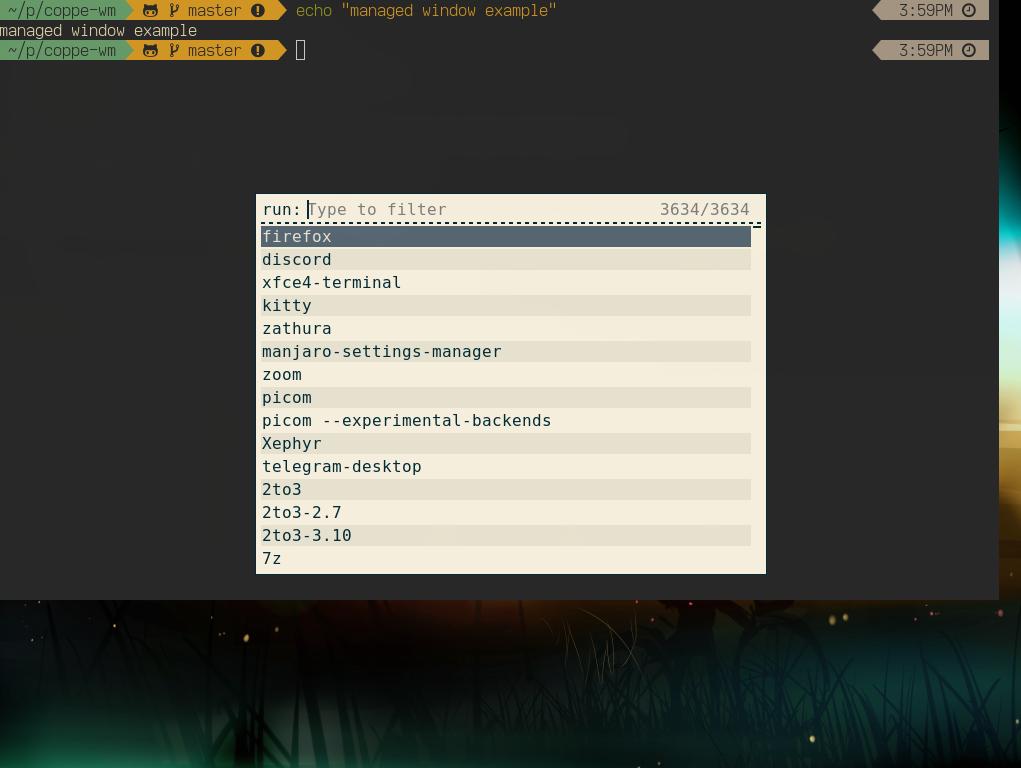 ~/p/coppe-wm master echo "managed window example" 3:59PM
managed window example
~/p/coppe-wm master 3:59PM
run: Type to filter 3634/3634
firefox
discord
xfce4-terminal
kitty
zathura
manjaro-settings-manager
zoom
picom
picom --experimental-backends
Xephyr
telegram-desktop
2to3
2to3-2.7
2to3-3.10
7z